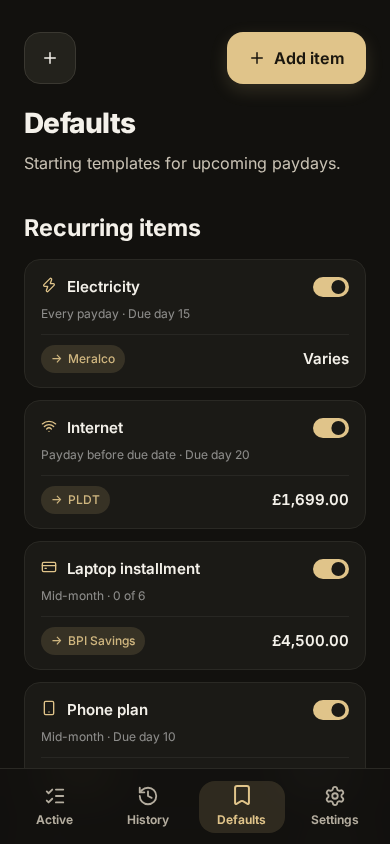 Add item
Defaults
Starting templates for upcoming paydays.
Recurring items
Electricity
Every payday · Due day 15
→ Meralco
Varies
Internet
Payday before due date · Due day 20
→ PLDT
£1,699.00
Laptop installment
Mid-month · 0 of 6
→ BPI Savings
£4,500.00
Phone plan
Mid-month · Due day 10
Active
History
Defaults
Settings